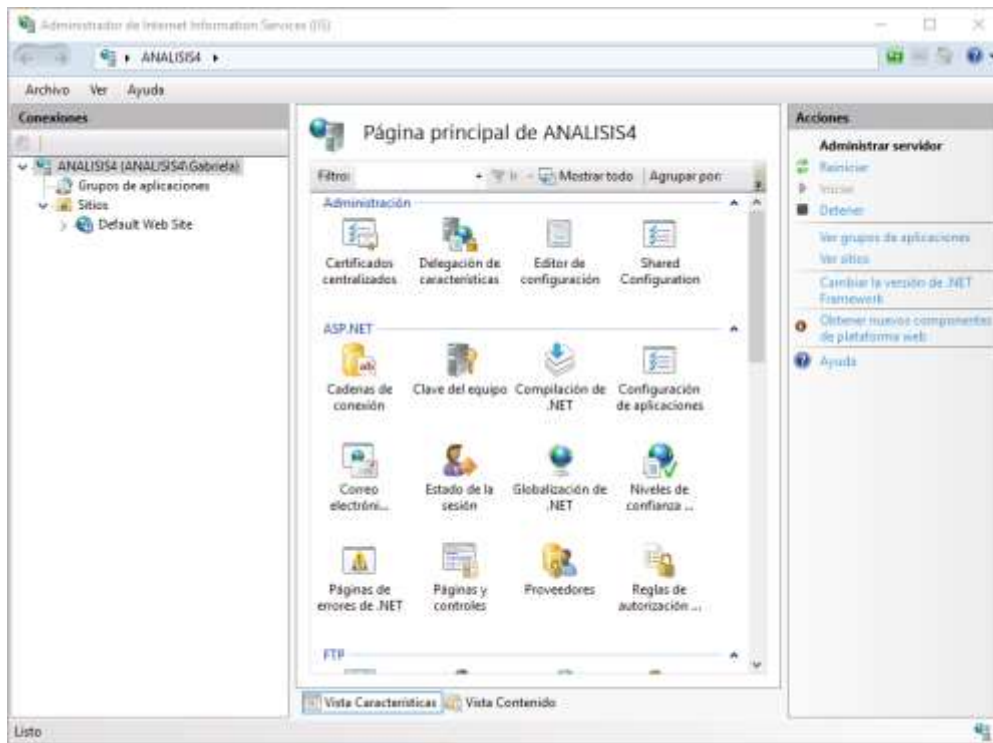 Administrador de Internet Information Services (IIS)
ANALISIS4
Archivo Ver Ayuda
Conexiones
ANALISIS4 (ANALISIS4\Gabriela)
Grupos de aplicaciones
Sitios
Default Web Site
Página principal de ANALISIS4
Filtro: Ir Mostrar todo Agrupar por:
Administración
Certificados centralizados
Delegación de características
Editor de configuración
Shared Configuration
ASP.NET
Cadenas de conexión
Clave del equipo
Compilación de .NET
Configuración de aplicaciones
Correo electróni...
Estado de la sesión
Globalización de .NET
Niveles de confianza ...
Páginas de errores de .NET
Páginas y controles
Proveedores
Reglas de autorización ...
FTP
Vista Características Vista Contenido
Acciones
Administrar servidor
Reiniciar
Iniciar
Detener
Ver grupos de aplicaciones
Ver sitios
Cambiar la versión de .NET
Framework
Obtener nuevos componentes
de plataforma web
Ayuda
Listo